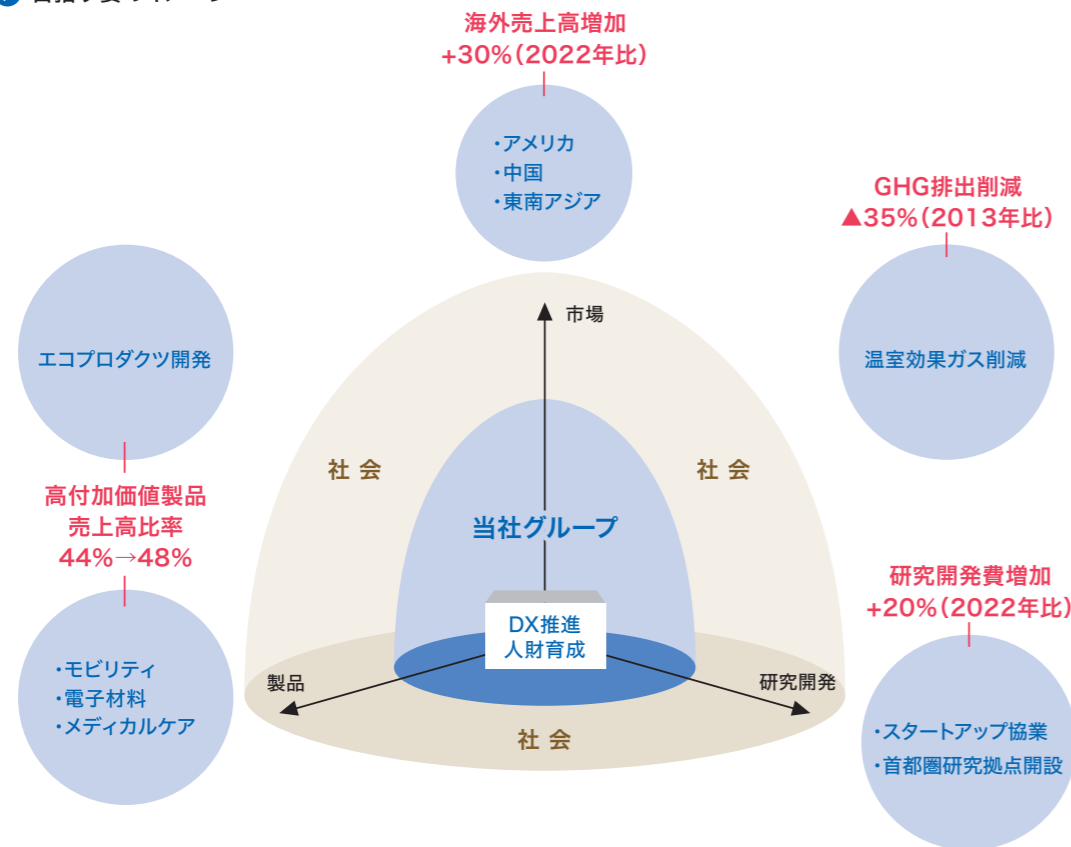 海外売上高増加
+30%(2022年比)
・アメリカ
・中国
・東南アジア
GHG排出削減
▲35%(2013年比)
温室効果ガス削減
エコプロダクツ開発
高付加価値製品
売上高比率
44%→48%
・モビリティ
・電子材料
・メディカルケア
市場
社会
社会
当社グループ
DX推進
人財育成
製品
研究開発
社会
研究開発費増加
+20%(2022年比)
・スタートアップ協業
・首都圏研究拠点開設